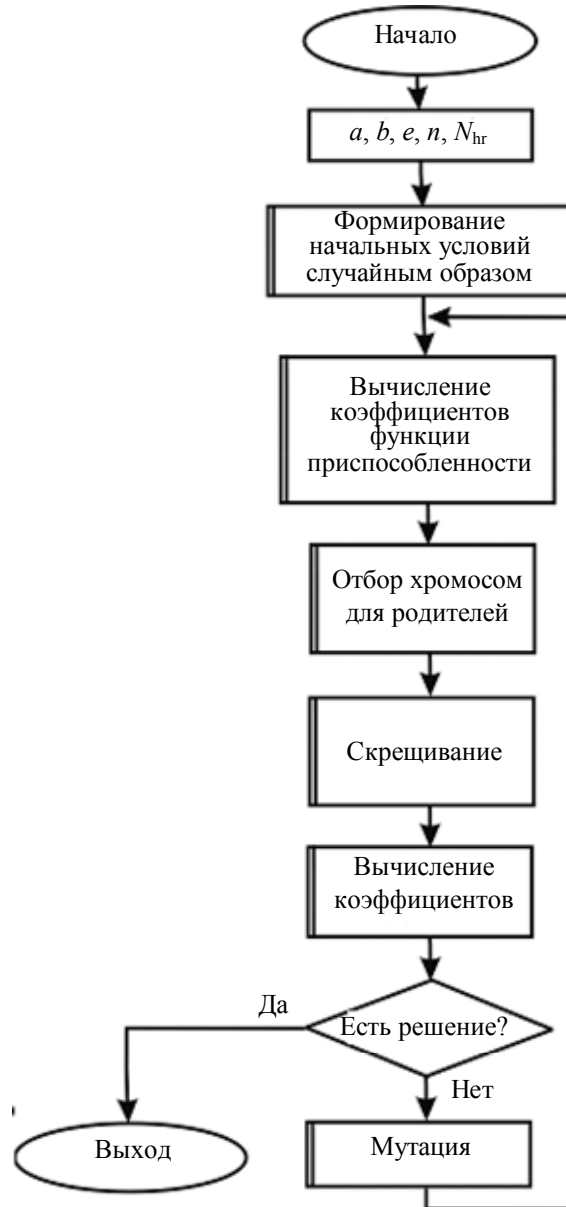 Начало
a, b, e, n, Nhr
Формирование
начальных условий
случайным образом
Вычисление
коэффициентов
функции
приспособленности
Отбор хромосом
для родителей
Скрещивание
Вычисление
коэффициентов
Есть решение?
Да
Нет
Выход
Мутация